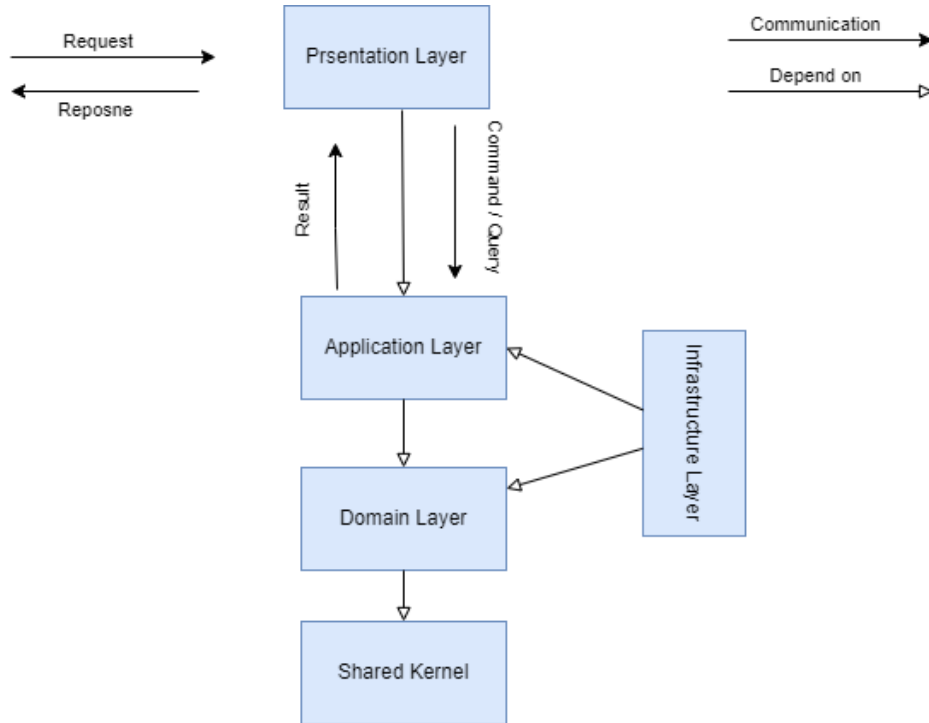 Request
Reposne
Prsentation Layer
Communication
Depend on
Result
Command / Query
Application Layer
Infrastructure Layer
Domain Layer
Shared Kernel